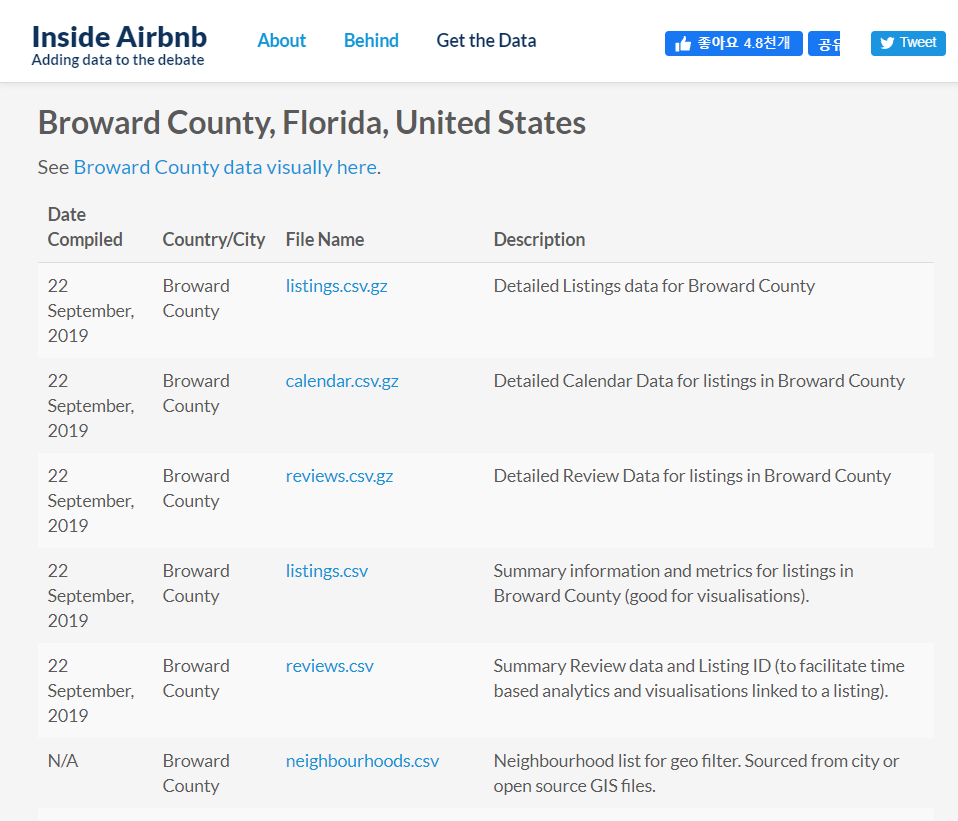 Inside Airbnb
Adding data to the debate
About Behind Get the Data
좋아요 4.8천개 공유 Tweet
Broward County, Florida, United States
See Broward County data visually here.
Date
Compiled Country/City File Name Description
22 Broward listings.csv.gz Detailed Listings data for Broward County
September, County
2019
22 Broward calendar.csv.gz Detailed Calendar Data for listings in Broward County
September, County
2019
22 Broward reviews.csv.gz Detailed Review Data for listings in Broward County
September, County
2019
22 Broward listings.csv Summary information and metrics for listings in
September, County Broward County (good for visualisations).
2019
22 Broward reviews.csv Summary Review data and Listing ID (to facilitate time
September, County based analytics and visualisations linked to a listing).
2019
N/A Broward neighbourhoods.csv Neighbourhood list for geo filter. Sourced from city or
County open source GIS files.